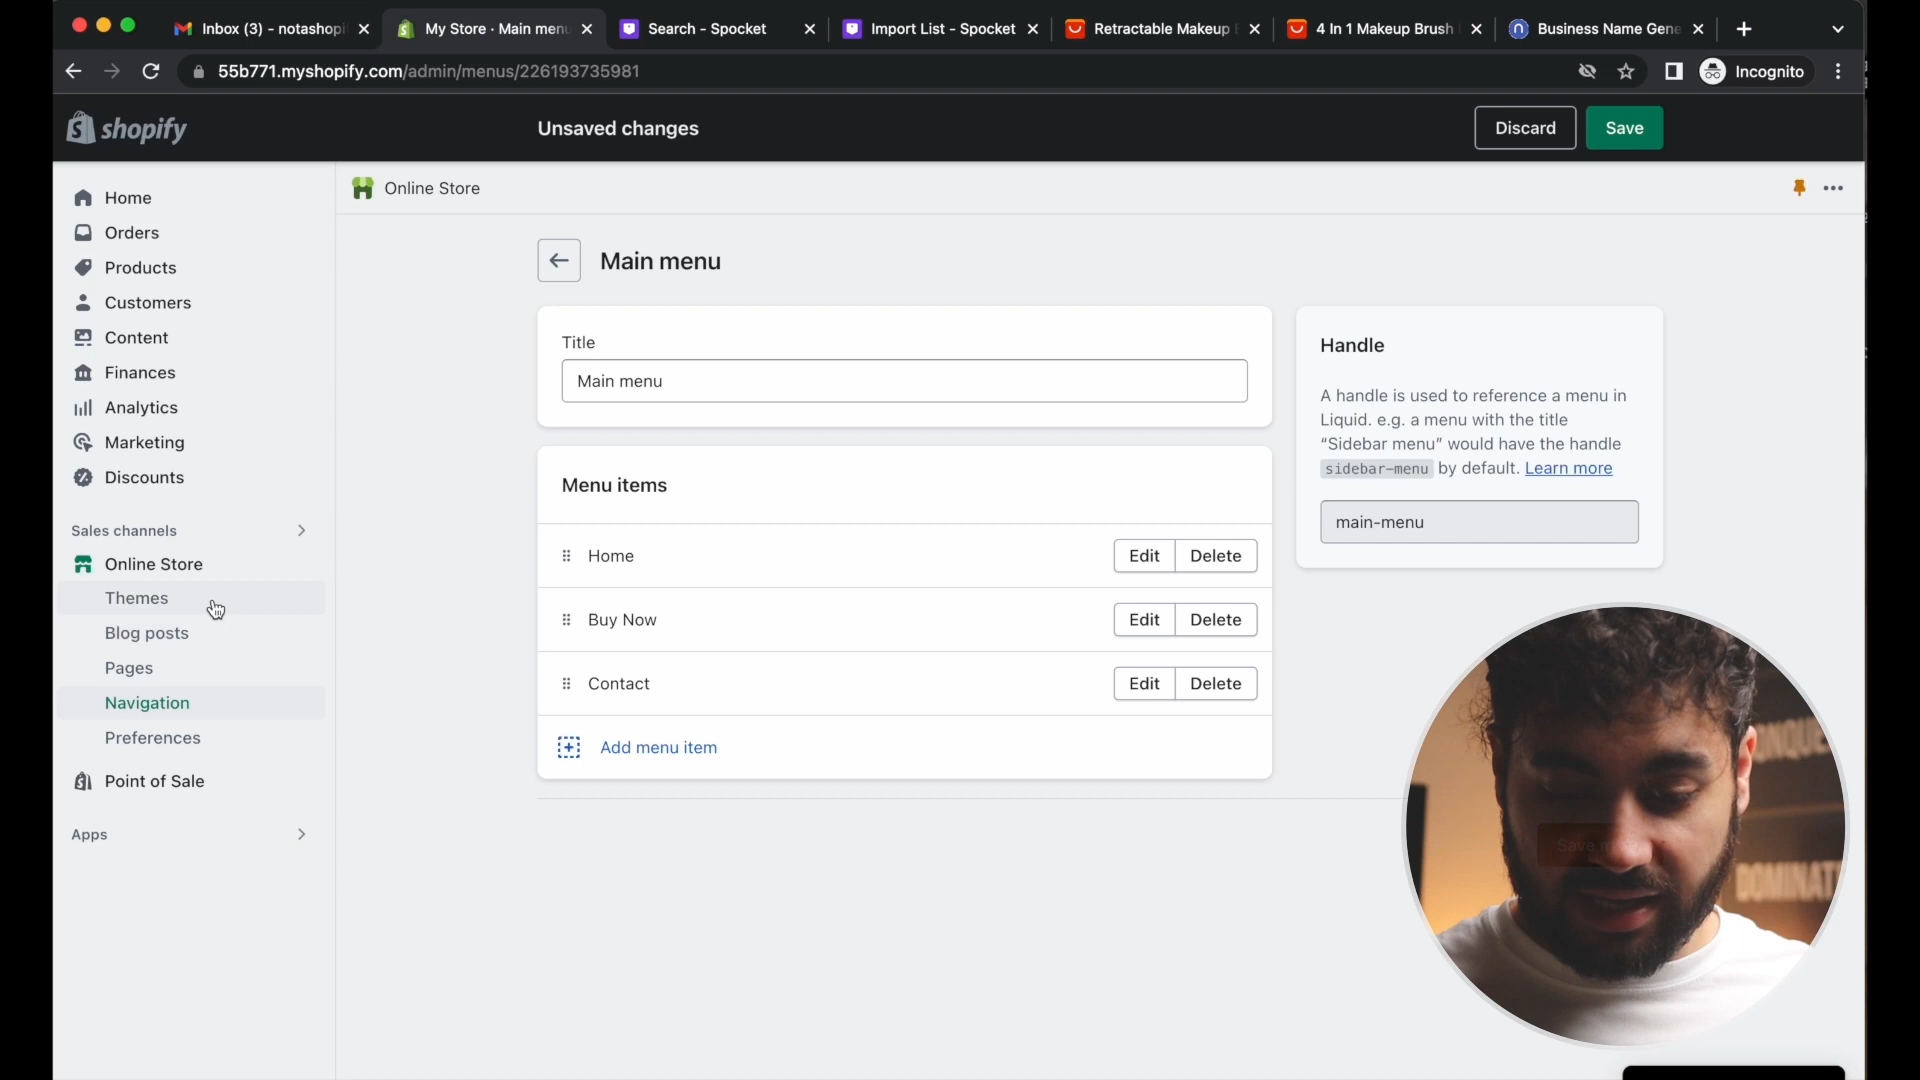 Inbox (3) - notashopi
My Store · Main menu
Search - Spocket
Import List - Spocket
Retractable Makeup
4 In 1 Makeup Brush
Business Name Gene
55b771.myshopify.com/admin/menus/226193735981
Incognito
shopify
Unsaved changes
Discard
Save
Home
Orders
Products
Customers
Content
Finances
Analytics
Marketing
Discounts
Sales channels
Online Store
Themes
Blog posts
Pages
Navigation
Preferences
Point of Sale
Apps
Online Store
Main menu
Title
Main menu
Menu items
Home
Edit
Delete
Buy Now
Edit
Delete
Contact
Edit
Delete
Add menu item
Handle
A handle is used to reference a menu in
Liquid. e.g. a menu with the title
“Sidebar menu” would have the handle
sidebar-menu by default. Learn more
main-menu